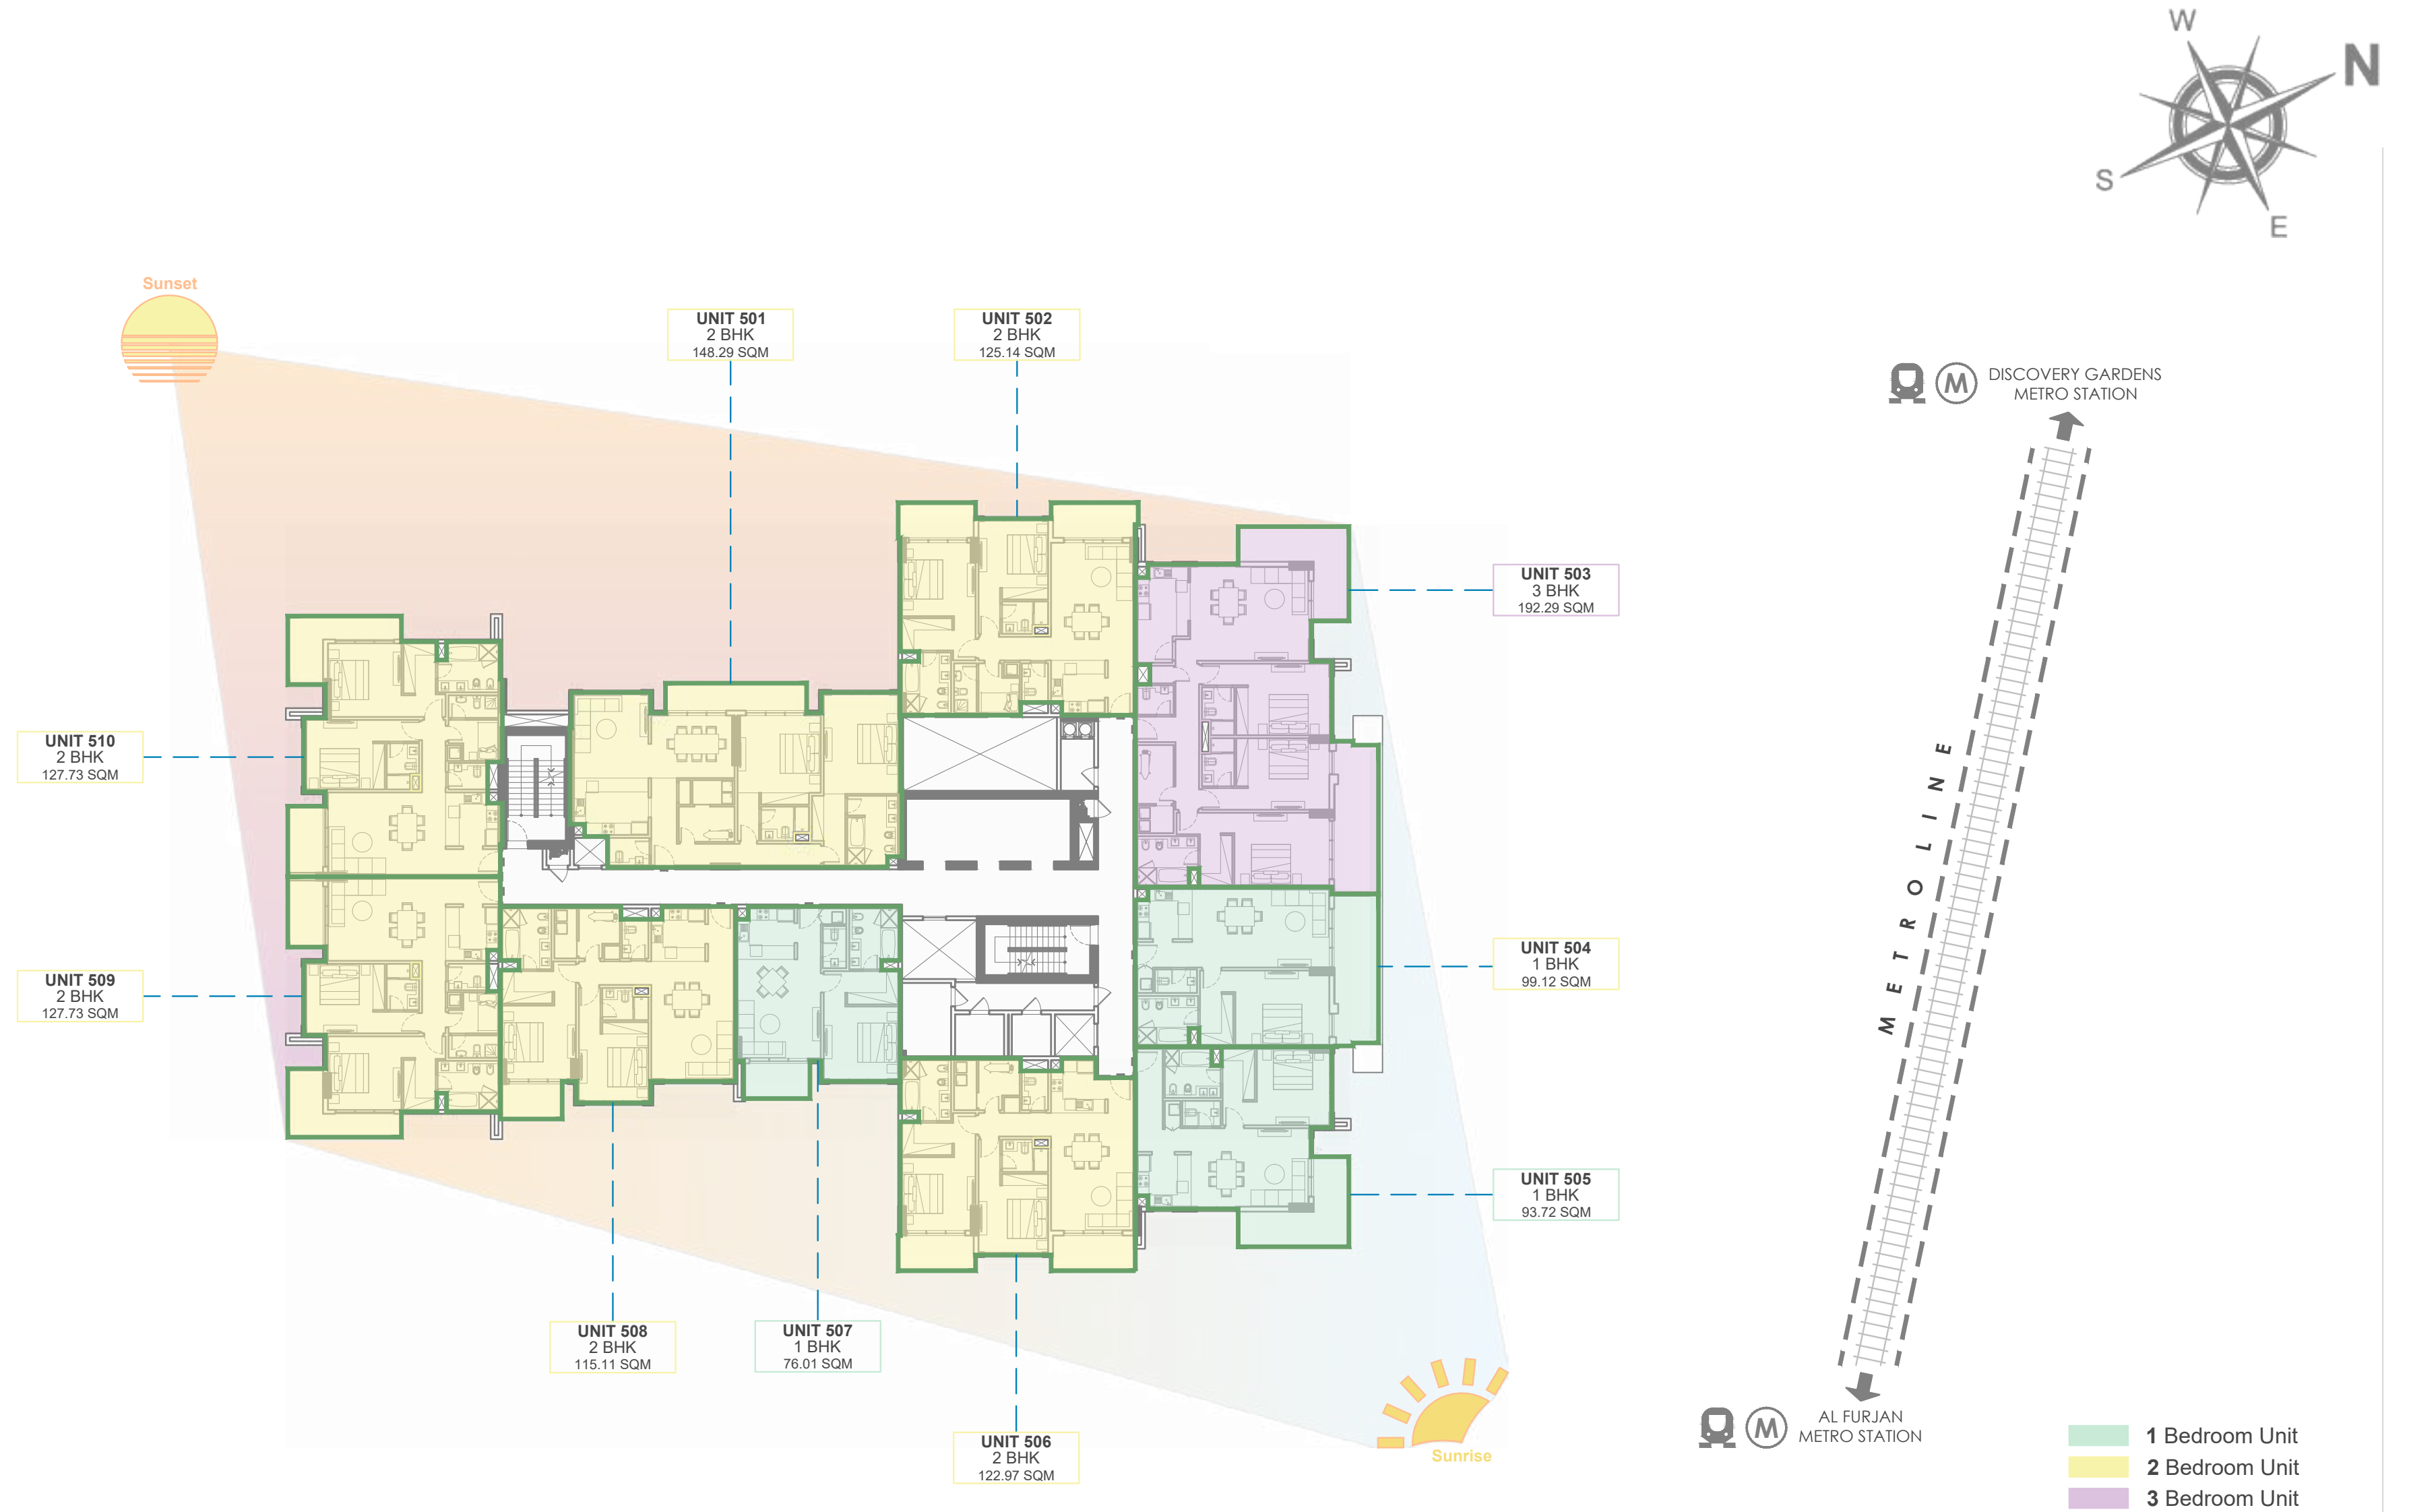 W
N
S
E
Sunset
UNIT 501
2 BHK
148.29 SQM
UNIT 502
2 BHK
125.14 SQM
M
DISCOVERY GARDENS
METRO STATION
UNIT 503
3 BHK
192.29 SQM
UNIT 510
2 BHK
127.73 SQM
METROLINE
UNIT 504
1 BHK
99.12 SQM
UNIT 509
2 BHK
127.73 SQM
UNIT 505
1 BHK
93.72 SQM
UNIT 508
2 BHK
115.11 SQM
UNIT 507
1 BHK
76.01 SQM
UNIT 506
2 BHK
122.97 SQM
Sunrise
M
AL FURJAN
METRO STATION
1 Bedroom Unit
2 Bedroom Unit
3 Bedroom Unit